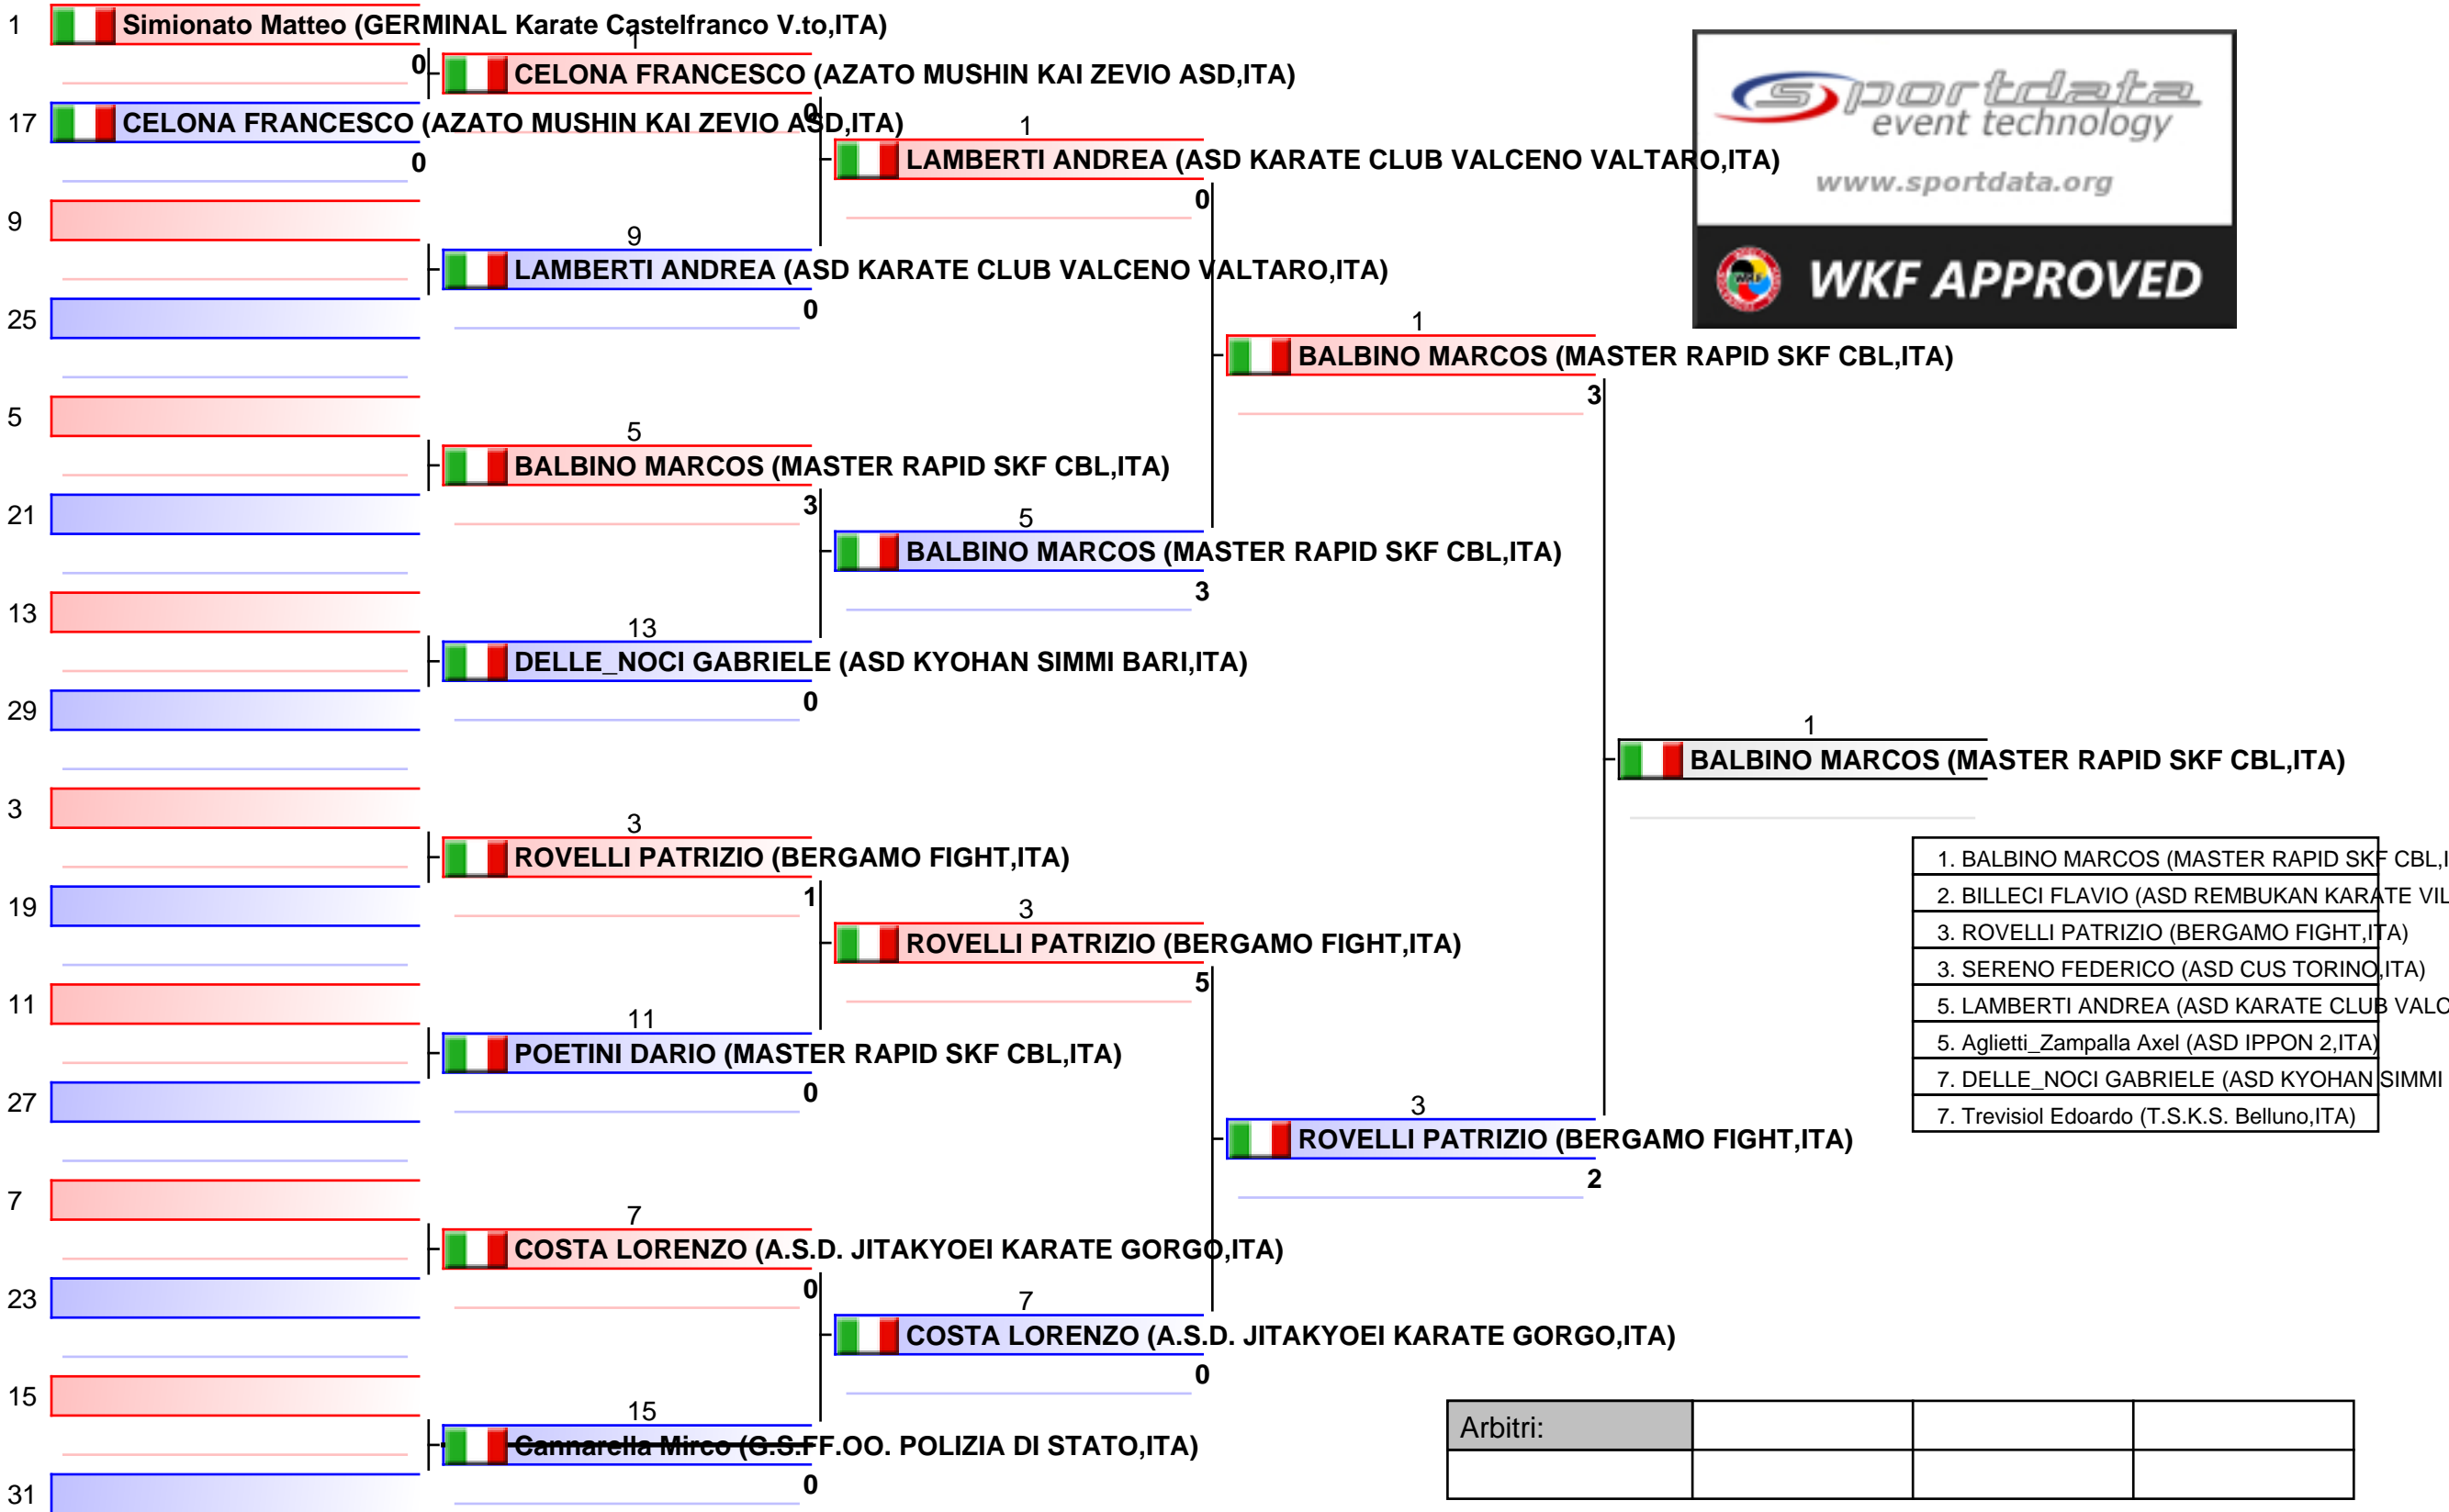 1 Simionato Matteo (GERMINAL Karate Castelfranco V.to,ITA)
0
1
CELONA FRANCESCO (AZATO MUSHIN KAI ZEVIO ASD,ITA)
0
17 CELONA FRANCESCO (AZATO MUSHIN KAI ZEVIO ASD,ITA)
0
1
LAMBERTI ANDREA (ASD KARATE CLUB VALCENO VALTARO,ITA)
0
sportdata
event technology
www.sportdata.org
WKF
WKF APPROVED
9
9
LAMBERTI ANDREA (ASD KARATE CLUB VALCENO VALTARO,ITA)
0
25
1
BALBINO MARCOS (MASTER RAPID SKF CBL,ITA)
3
5
5
BALBINO MARCOS (MASTER RAPID SKF CBL,ITA)
3
21
5
BALBINO MARCOS (MASTER RAPID SKF CBL,ITA)
3
13
13
DELLE_NOCI GABRIELE (ASD KYOHAN SIMMI BARI,ITA)
0
29
1
BALBINO MARCOS (MASTER RAPID SKF CBL,ITA)
3
3
ROVELLI PATRIZIO (BERGAMO FIGHT,ITA)
1
19
3
ROVELLI PATRIZIO (BERGAMO FIGHT,ITA)
5
11
11
POETINI DARIO (MASTER RAPID SKF CBL,ITA)
0
27
3
ROVELLI PATRIZIO (BERGAMO FIGHT,ITA)
2
1. BALBINO MARCOS (MASTER RAPID SKF CBL,I
2. BILLECI FLAVIO (ASD REMBUKAN KARATE VIL
3. ROVELLI PATRIZIO (BERGAMO FIGHT,ITA)
3. SERENO FEDERICO (ASD CUS TORINO,ITA)
5. LAMBERTI ANDREA (ASD KARATE CLUB VALC
5. Aglietti_Zampalla Axel (ASD IPPON 2,ITA)
7. DELLE_NOCI GABRIELE (ASD KYOHAN SIMMI
7. Trevisiol Edoardo (T.S.K.S. Belluno,ITA)
7
7
COSTA LORENZO (A.S.D. JITAKYOEI KARATE GORGO,ITA)
0
23
7
COSTA LORENZO (A.S.D. JITAKYOEI KARATE GORGO,ITA)
0
15
15
Cannarella Mirco (G.S.FF.OO. POLIZIA DI STATO,ITA)
0
31
Arbitri: